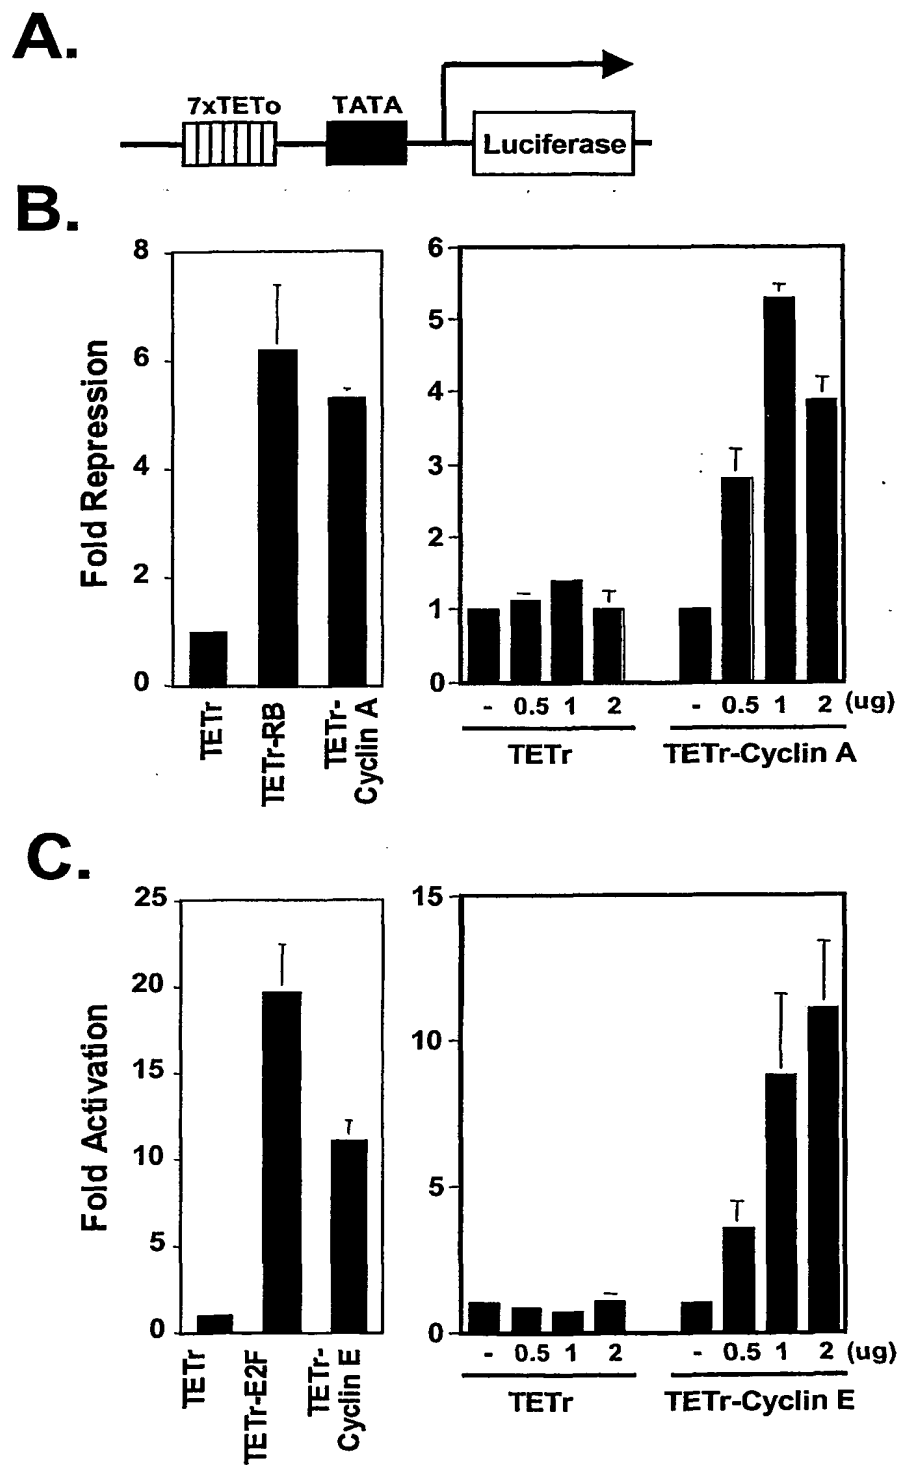 A.
7xTETo TATA
Luciferase
B.
Fold Repression
8
6
4
2
0
TETr
TETr-RB
TETr-
Cyclin A
6
5
4
3
2
1
0
- 0.5 1 2 (ug) - 0.5 1 2 (ug)
TETr TETr-Cyclin A
C.
Fold Activation
25
20
15
10
5
0
TETr
TETr-E2F
TETr-
Cyclin E
15
10
5
0
- 0.5 1 2 - 0.5 1 2 (ug)
TETr TETr-Cyclin E